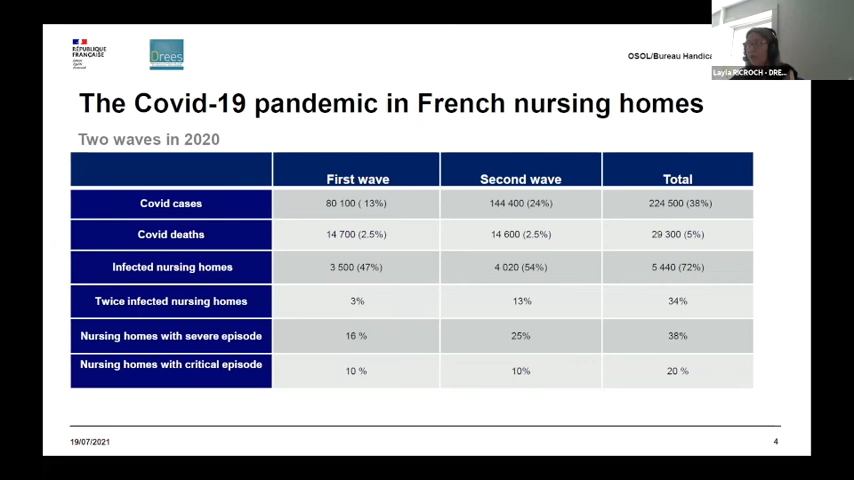 RÉPUBLIQUE
FRANÇAISE
Drees
OSOL/Bureau Handica
Layla RICROCH - DRE...
The Covid-19 pandemic in French nursing homes
Two waves in 2020
First wave Second wave Total
Covid cases 80 100 ( 13%) 144 400 (24%) 224 500 (38%)
Covid deaths 14 700 (2.5%) 14 600 (2.5%) 29 300 (5%)
Infected nursing homes 3 500 (47%) 4 020 (54%) 5 440 (72%)
Twice infected nursing homes 3% 13% 34%
Nursing homes with severe episode 16 % 25% 38%
Nursing homes with critical episode 10 % 10% 20 %
19/07/2021 4